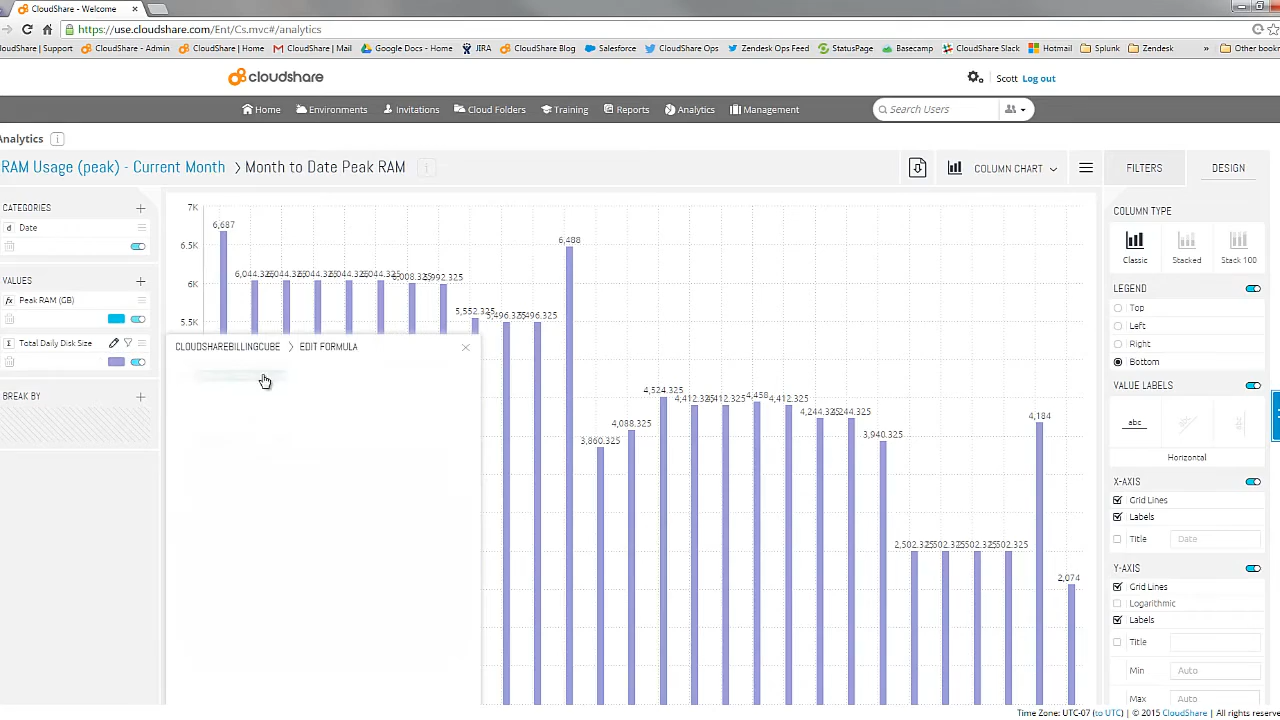 CloudShare - Welcome
https://use.cloudshare.com/Ent/Cs.mvc#/analytics
CloudShare | Support CloudShare - Admin CloudShare | Home CloudShare | Mail Google Docs - Home JIRA CloudShare Blog Salesforce CloudShare Ops Zendesk Ops Feed StatusPage Basecamp CloudShare Slack Hotmail Splunk Zendesk » Other book
cloudshare
Scott Log out
Home Environments Invitations Cloud Folders Training Reports Analytics Management Search Users
Analytics i
RAM Usage (peak) - Current Month > Month to Date Peak RAM i
COLUMN CHART
FILTERS DESIGN
CATEGORIES +
d Date
VALUES +
fx Peak RAM (GB)
Σ Total Daily Disk Size
BREAK BY +
7K
6.5K
6K
5.5K
6,687
6,488
6,044.325 6,044.325 6,044.325 6,044.325 6,044.325 6,008.325 5,992.325
5,552.325 5,496.325 5,496.325
CLOUDSHAREBILLINGCUBE > EDIT FORMULA
4,524.325 4,412.325 4,412.325 4,458 4,412.325
4,244.325 4,244.325 4,184
4,088.325
3,860.325 3,940.325
2,502.325 2,502.325 2,502.325 2,502.325
2,074
COLUMN TYPE
Classic Stacked Stack 100
LEGEND
Top
Left
Right
Bottom
VALUE LABELS
abc
Horizontal
X-AXIS
Grid Lines
Labels
Title Date
Y-AXIS
Grid Lines
Logarithmic
Labels
Title
Min Auto
Max Auto
Time Zone: UTC-07 (to UTC) | © 2015 CloudShare | All rights reserve